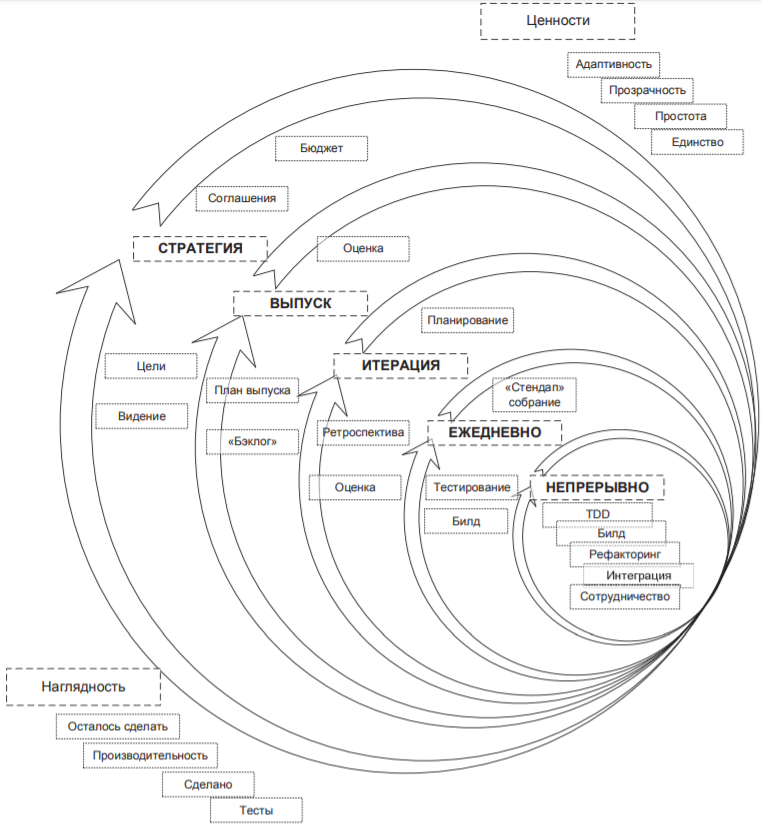 Ценности
Адаптивность
Прозрачность
Простота
Единство
Бюджет
Соглашения
СТРАТЕГИЯ
Оценка
ВЫПУСК
Планирование
ИТЕРАЦИЯ
Цели
План выпуска
«Стендап»
собрание
Видение
«Бэклог»
Ретроспектива
ЕЖЕДНЕВНО
Оценка
Тестирование
НЕПРЕРЫВНО
Билд
TDD
Билд
Рефакторинг
Интеграция
Сотрудничество
Наглядность
Осталось сделать
Производительность
Сделано
Тесты